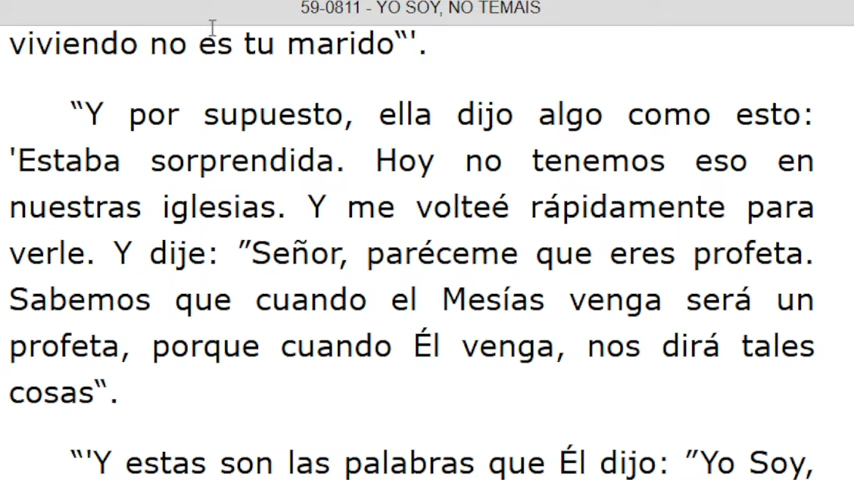 59-0811 - YO SOY, NO TEMAIS
viviendo no es tu marido“'.
“Y por supuesto, ella dijo algo como esto:
'Estaba sorprendida. Hoy no tenemos eso en
nuestras iglesias. Y me volteé rápidamente para
verle. Y dije: ”Señor, paréceme que eres profeta.
Sabemos que cuando el Mesías venga será un
profeta, porque cuando Él venga, nos dirá tales
cosas“.
“'Y estas son las palabras que Él dijo: ”Yo Soy,